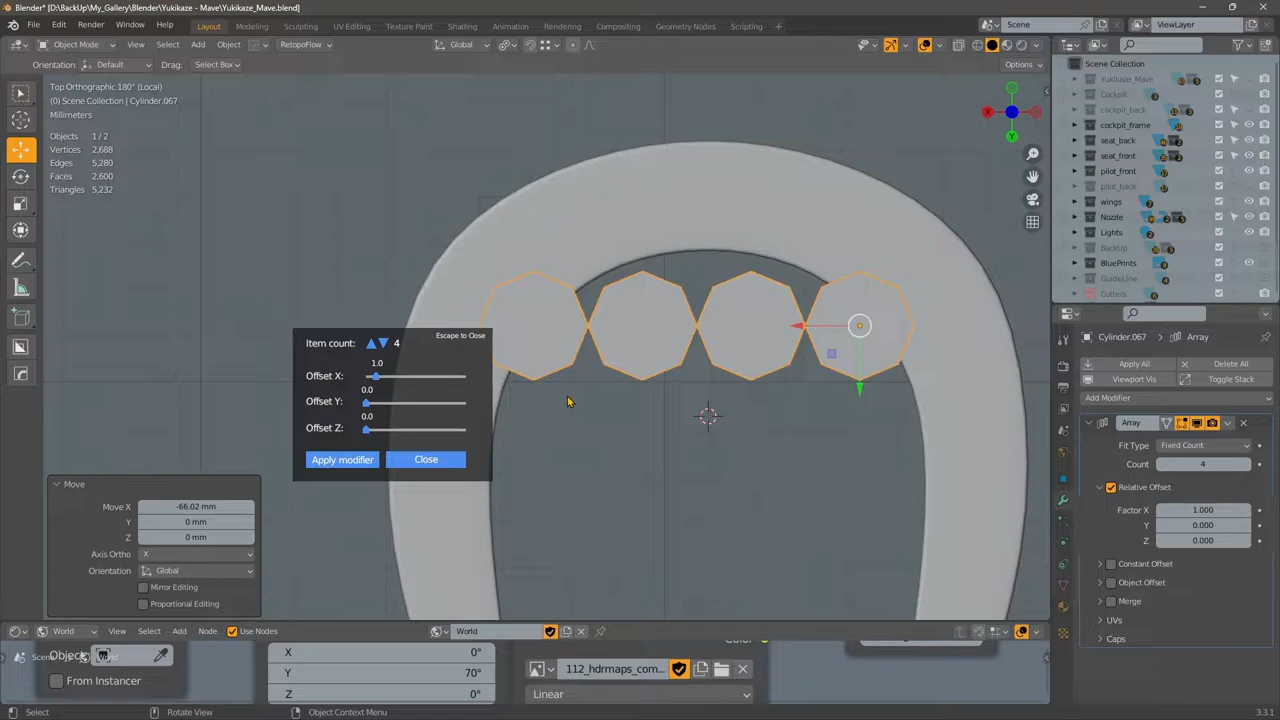 Blender* [D:\BackUp\My_Gallery\Blender\Yukikaze - Mave\Yukikaze_Mave.blend]
File Edit Render Window Help
Layout Modeling Sculpting UV Editing Texture Paint Shading Animation Rendering Compositing Geometry Nodes Scripting +
Scene
ViewLayer
Object Mode View Select Add Object RetopoFlow
Global
Orientation: Default Drag: Select Box
Options
Top Orthographic 180° (Local)
(0) Scene Collection | Cylinder.067
Millimeters
Objects 1 / 2
Vertices 2,688
Edges 5,280
Faces 2,600
Triangles 5,232
X
Y
Escape to Close
Item count: 4
1.0
Offset X:
0.0
Offset Y:
0.0
Offset Z:
Apply modifier Close
Move
Move X -66.02 mm
Y 0 mm
Z 0 mm
Axis Ortho X
Orientation Global
Mirror Editing
Proportional Editing
Scene Collection
Yukikaze_Mave
Cockpit
cockpit_back
cockpit_frame
seat_back
seat_front
pilot_front
pilot_back
wings
Nozzle
Lights
BackUp
BluePrints
GuideLine
Cutters
Cylinder.067 Array
Apply All Delete All
Viewport Vis Toggle Stack
Add Modifier
Array
Fit Type Fixed Count
Count 4
Relative Offset
Factor X 1.000
Y 0.000
Z 0.000
Constant Offset
Object Offset
Merge
UVs
Caps
World View Select Add Node Use Nodes
World
Scene World
Object:
From Instancer
X 0°
Y 70°
Z 0°
112_hdrmaps_com...
Linear
Select Rotate View Object Context Menu
3.3.1